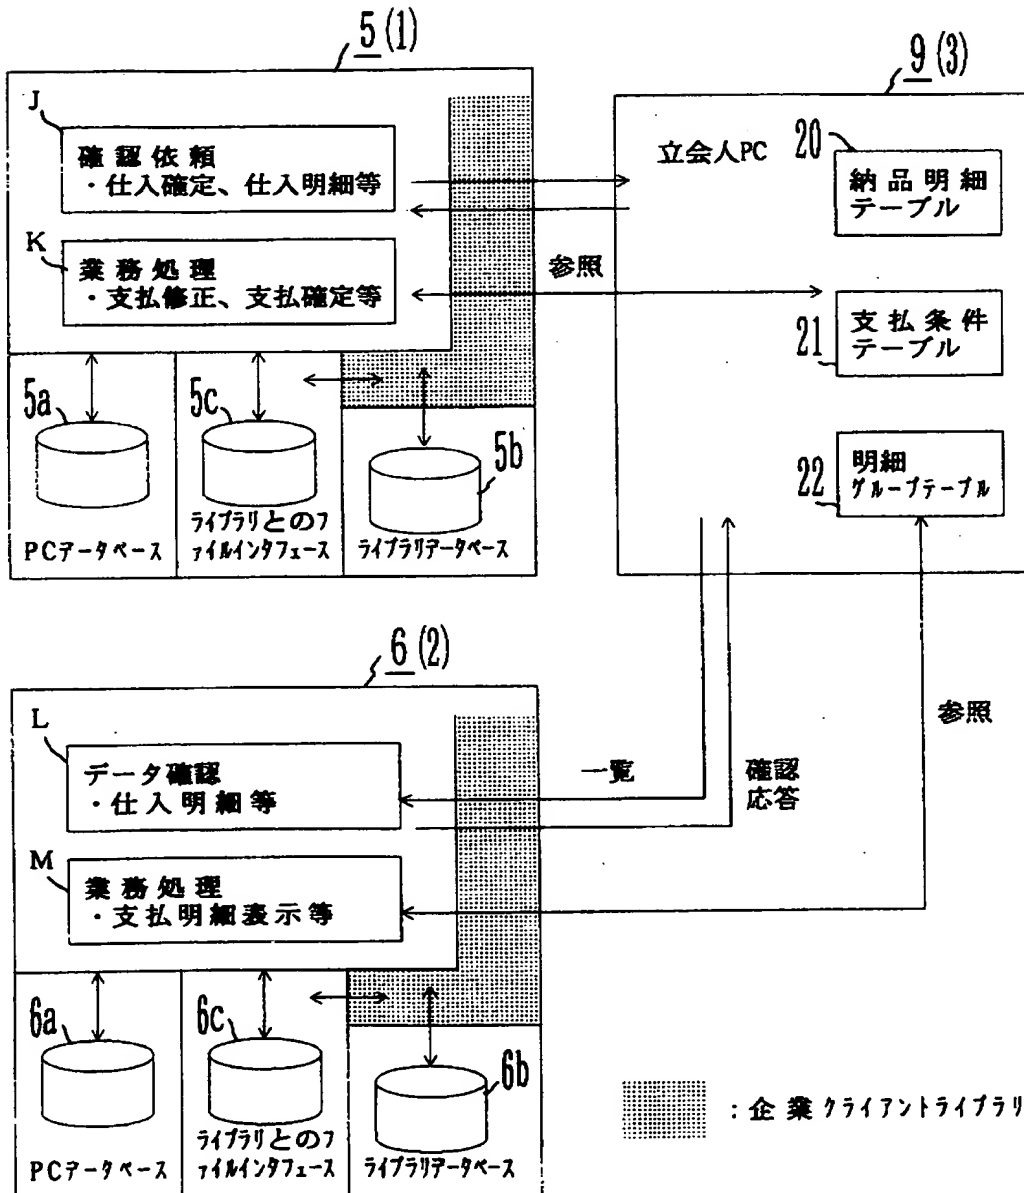 5 (1)
J
確認依頼
・仕入確定、仕入明細等
K
業務処理
・支払修正、支払確定等
5a
PCデータベース
5c
ライブラリとのフ
ァイルインタフェース
5b
ライブラリデータベース
参照
9 (3)
立会人PC
20
納品明細
テーブル
21
支払条件
テーブル
22
明細
グループテーブル
6 (2)
L
データ確認
・仕入明細等
M
業務処理
・支払明細表示等
一覧
確認
応答
参照
6a
PCデータベース
6c
ライブラリとのフ
ァイルインタフェース
6b
ライブラリデータベース
：企業クライアントライブラリ